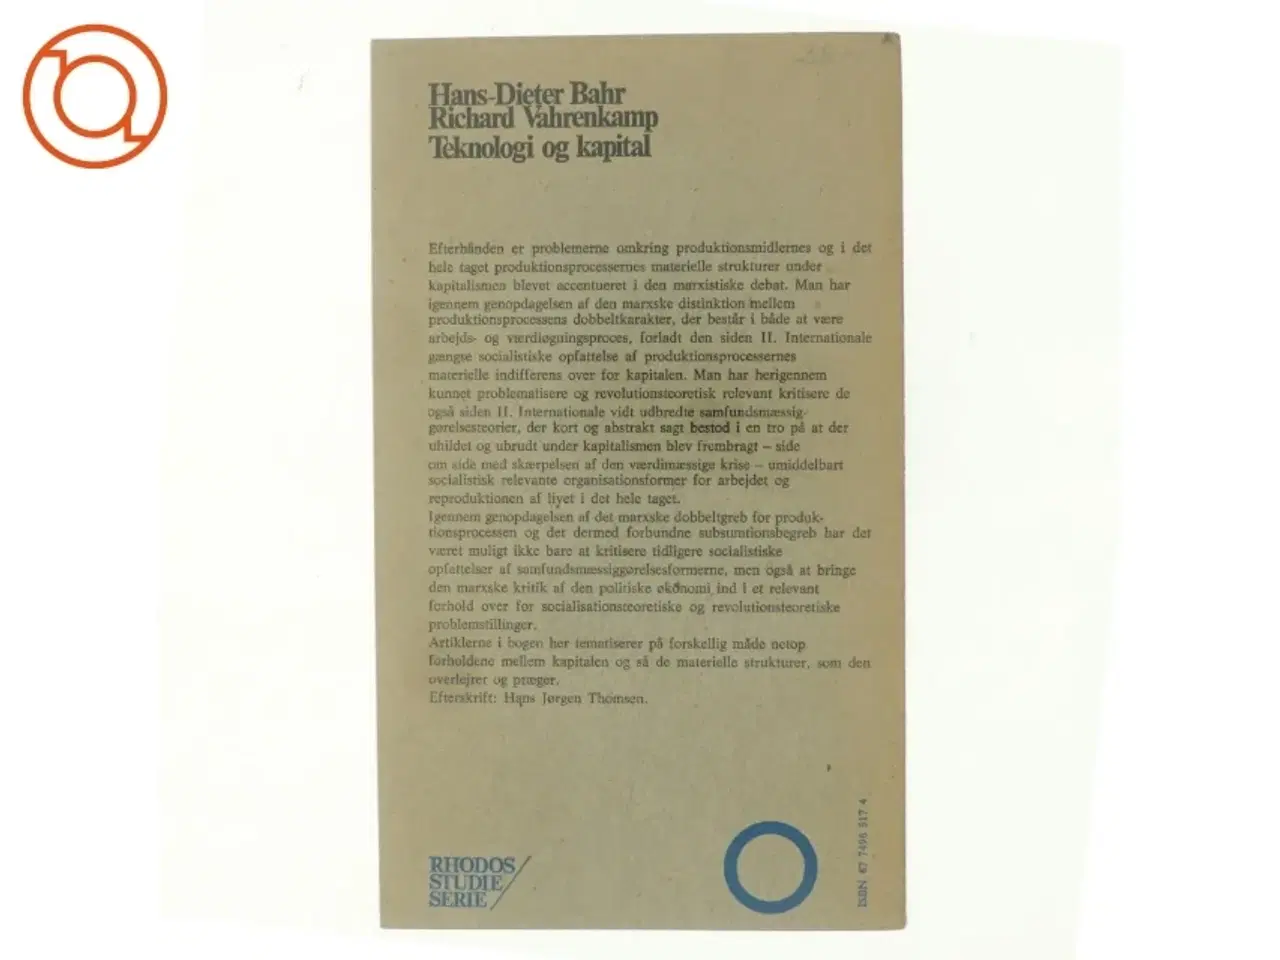 Hans-Dieter Bahr
Richard Vahrenkamp
Teknologi og kapital
Efterhånden er problemerne omkring produktionsmidlernes og i det
hele taget produktionsprocessernes materielle strukturer under
kapitalismen blevet accentueret i den marxistiske debat. Man har
igennem genopdagelsen af den marxske distinktion mellem
produktionsprocessens dobbeltkarakter, der består i både at være
arbejds- og værdiøgningsproces, forladt den siden II. Internationale
gængse socialistiske opfattelse af produktionsprocessernes
materielle indifferens over for kapitalen. Man har herigennem
kunnet problematisere og revolutionsteoretisk relevant kritisere de
også siden II. Internationale vidt udbredte samfundsmæssig-
gørelsesteorier, der kort og abstrakt sagt bestod i en tro på at der
uhildet og ubrudt under kapitalismen blev frembragt – side
om side med skærpelsen af den værdimæssige krise – umiddelbart
socialistisk relevante organisationsformer for arbejdet og
reproduktionen af livet i det hele taget.
Igennem genopdagelsen af det marxske dobbeltgreb for produk-
tionsprocessen og det dermed forbundne subsumtionsbegreb har det
været muligt ikke bare at kritisere tidligere socialistiske
opfattelser af samfundsmæssiggørelsesformerne, men også at bringe
den marxske kritik af den politiske økonomi ind i et relevant
forhold over for socialisationsteoretiske og revolutionsteoretiske
problemstillinger.
Artiklerne i bogen her tematiserer på forskellig måde netop
forholdene mellem kapitalen og så de materielle strukturer, som den
overlejrer og præger.
Efterskrift: Hans Jørgen Thomsen.
RHODOS
STUDIE
SERIE
ISBN 87 7496 517 4